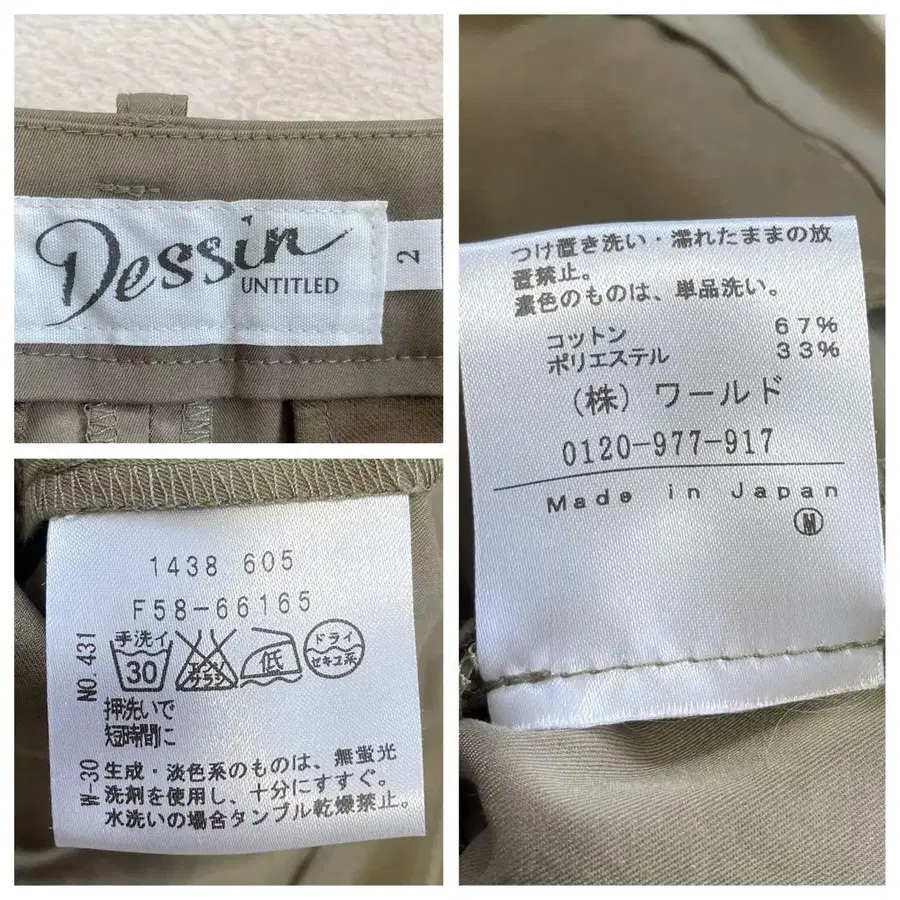 Dessin
UNTITLED
2
つけ置き洗い・濡れたままの放
置禁止。
濃色のものは、単品洗い。
コットン 67%
ポリエステル 33%
(株) ワールド
0120-977-917
Made in Japan
M
1438 605
F58-66165
NO. 431
手洗イ
30
エンソ
サラシ
低
ドライ
セキユ系
押洗いで
短時間に
W-30
生成・淡色系のものは、無蛍光
洗剤を使用し、十分にすすぐ。
水洗いの場合タンブル乾燥禁止。